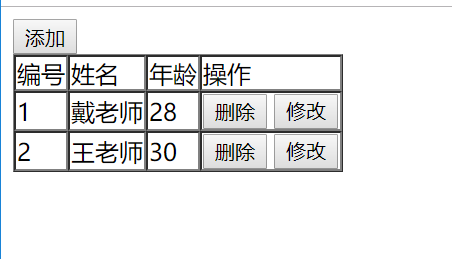 添加
编号 姓名 年龄 操作
1 戴老师 28 删除 修改
2 王老师 30 删除 修改